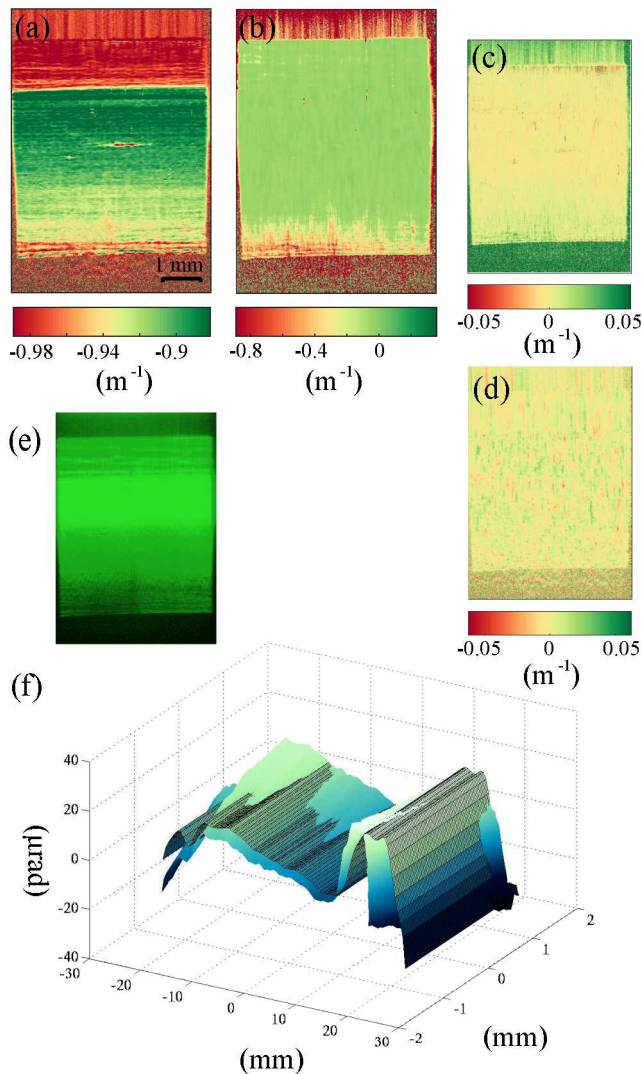 (a)
(b)
(c)
1 mm
-0.98 -0.94 -0.9
(m⁻¹)
-0.8 -0.4 0
(m⁻¹)
-0.05 0 0.05
(m⁻¹)
(d)
(e)
-0.05 0 0.05
(m⁻¹)
(f)
40
20
0
-20
-40
(μrad)
-30 -20 -10 0 10 20 30
(mm)
-2 -1 0 1 2
(mm)